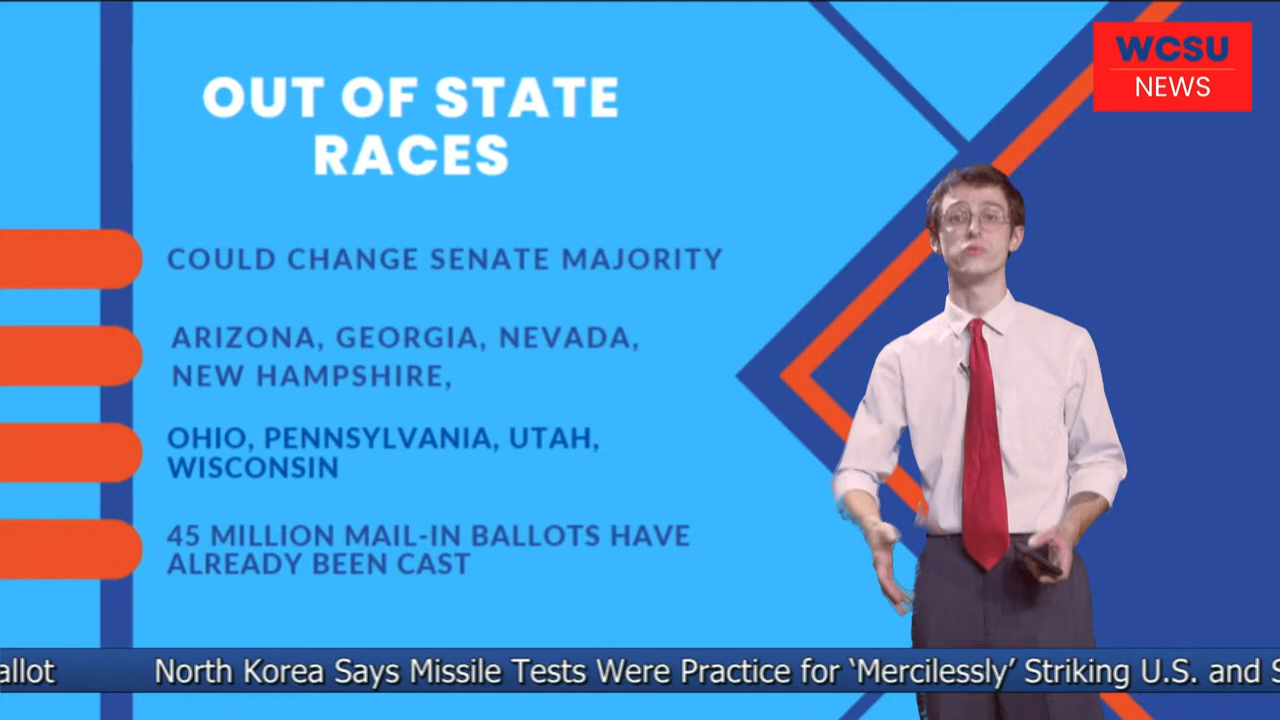 OUT OF STATE
RACES
WCSU
NEWS
COULD CHANGE SENATE MAJORITY
ARIZONA, GEORGIA, NEVADA,
NEW HAMPSHIRE,
OHIO, PENNSYLVANIA, UTAH,
WISCONSIN
45 MILLION MAIL-IN BALLOTS HAVE
ALREADY BEEN CAST
North Korea Says Missile Tests Were Practice for ‘Mercilessly’ Striking U.S. and